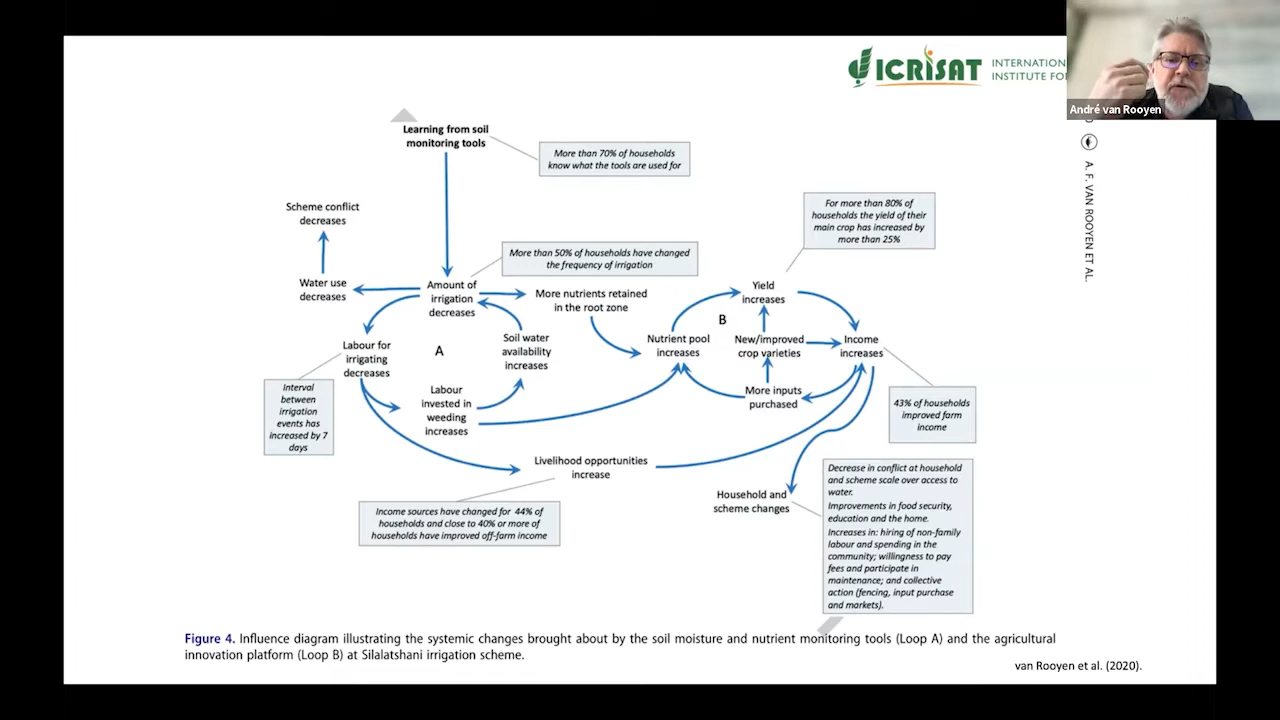 ICRISAT
INTERNATION
INSTITUTE FOR
André van Rooyen
A. F. VAN ROOYEN ET AL.
Learning from soil
monitoring tools
More than 70% of households
know what the tools are used for
Scheme conflict
decreases
For more than 80% of
households the yield of their
main crop has increased by
more than 25%
More than 50% of households have changed
the frequency of irrigation
Water use
decreases
Amount of
irrigation
decreases
More nutrients retained
in the root zone
Yield
increases
B
A
Labour for
irrigating
decreases
Soil water
availability
increases
Nutrient pool
increases
New/improved
crop varieties
Income
increases
Interval
between
irrigation
events has
increased by 7
days
Labour
invested in
weeding
increases
More inputs
purchased
43% of households
improved farm
income
Livelihood opportunities
increase
Household and
scheme changes
Income sources have changed for 44% of
households and close to 40% or more of
households have improved off-farm income
Decrease in conflict at household
and scheme scale over access to
water.
Improvements in food security,
education and the home.
Increases in: hiring of non-family
labour and spending in the
community; willingness to pay
fees and participate in
maintenance; and collective
action (fencing, input purchase
and markets).
Figure 4. Influence diagram illustrating the systemic changes brought about by the soil moisture and nutrient monitoring tools (Loop A) and the agricultural
innovation platform (Loop B) at Silalatshani irrigation scheme.
van Rooyen et al. (2020).